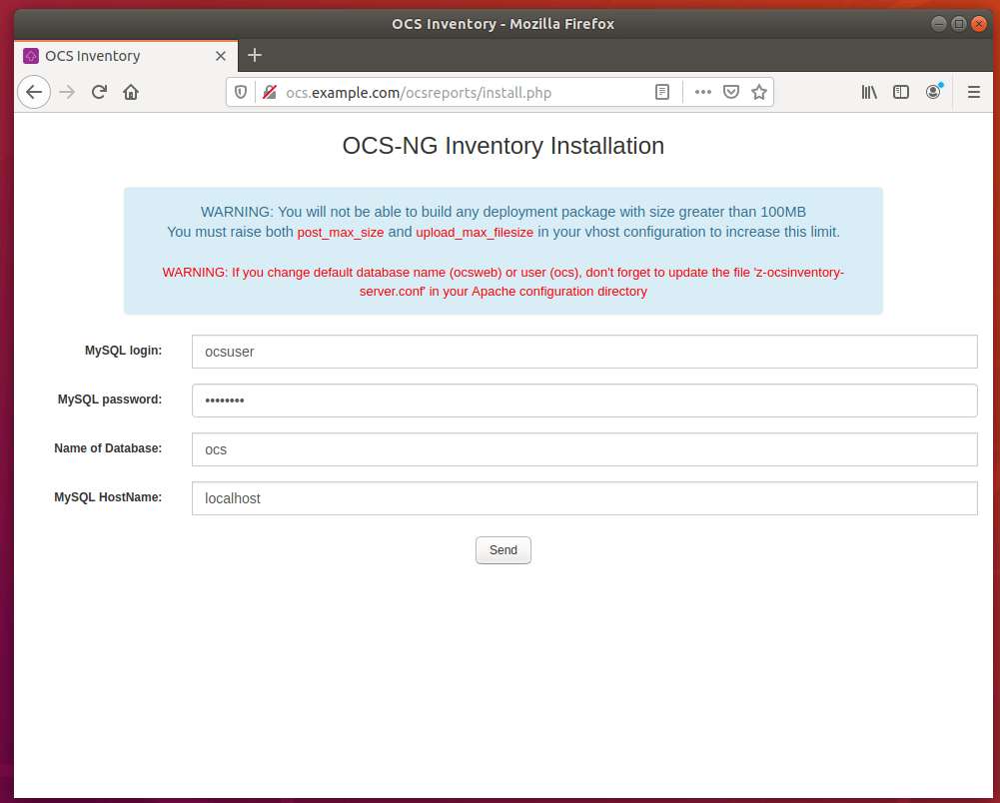 OCS Inventory - Mozilla Firefox
OCS Inventory
ocs.example.com/ocsreports/install.php
OCS-NG Inventory Installation
WARNING: You will not be able to build any deployment package with size greater than 100MB
You must raise both post_max_size and upload_max_filesize in your vhost configuration to increase this limit.
WARNING: If you change default database name (ocsweb) or user (ocs), don't forget to update the file 'z-ocsinventory-
server.conf' in your Apache configuration directory
MySQL login: ocsuser
MySQL password: ••••••••
Name of Database: ocs
MySQL HostName: localhost
Send